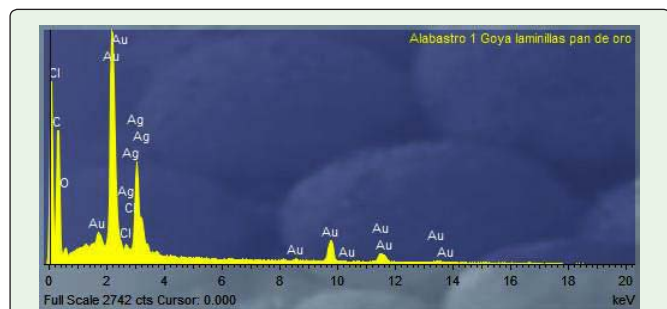 Alabastro 1 Goya laminillas pan de oro
Au
Au
Cl
Ag
C
Ag
Ag
O
Ag
Au
C
Cl
Au
Au
Au
Au
Au
Au
Au
0 2 4 6 8 10 12 14 16 18 20
Full Scale 2742 cts Cursor: 0.000 keV